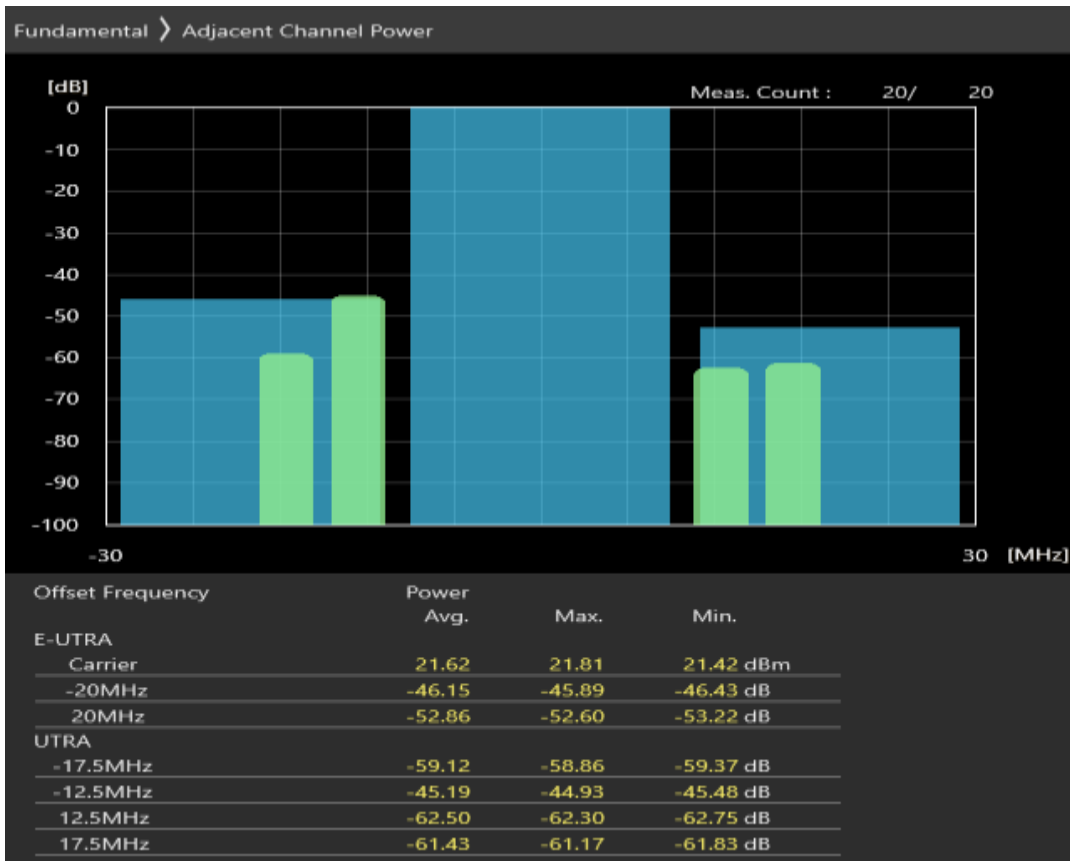 Fundamental ❯ Adjacent Channel Power
[dB]
Meas. Count : 20/ 20
0
-10
-20
-30
-40
-50
-60
-70
-80
-90
-100
-30 30 [MHz]
Offset Frequency Power
Avg. Max. Min.
E-UTRA
Carrier 21.62 21.81 21.42 dBm
-20MHz -46.15 -45.89 -46.43 dB
20MHz -52.86 -52.60 -53.22 dB
UTRA
-17.5MHz -59.12 -58.86 -59.37 dB
-12.5MHz -45.19 -44.93 -45.48 dB
12.5MHz -62.50 -62.30 -62.75 dB
17.5MHz -61.43 -61.17 -61.83 dB